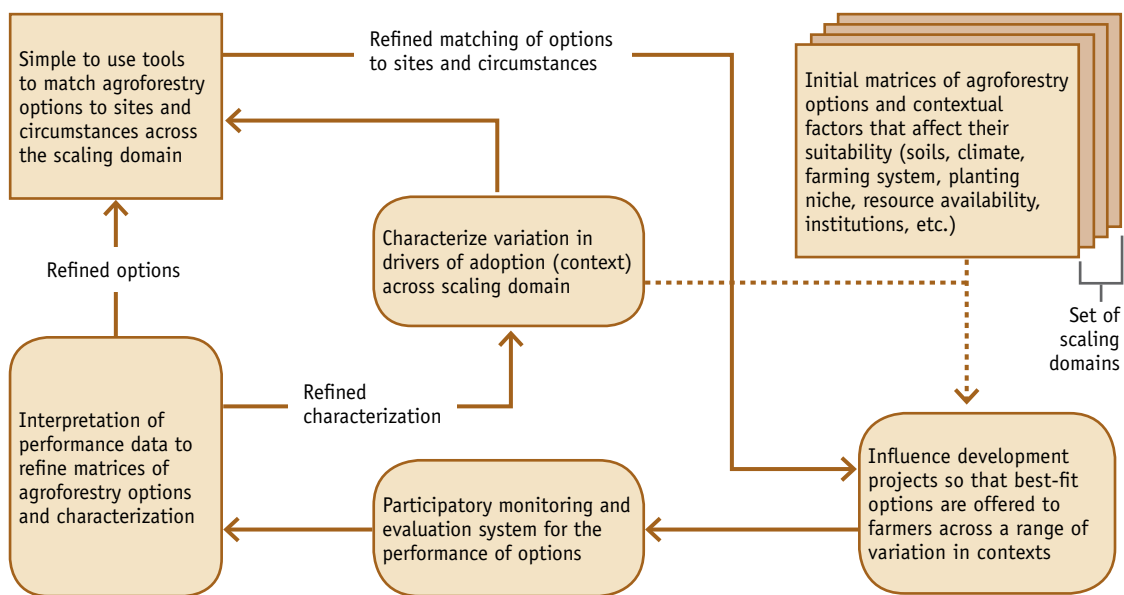 Simple to use tools
to match agroforestry
options to sites and
circumstances across
the scaling domain
Refined matching of options
to sites and circumstances
Initial matrices of agroforestry
options and contextual
factors that affect their
suitability (soils, climate,
farming system, planting
niche, resource availability,
institutions, etc.)
Set of
scaling
domains
Characterize variation in
drivers of adoption (context)
across scaling domain
Refined options
Refined
characterization
Interpretation of
performance data to
refine matrices of
agroforestry options
and characterization
Participatory monitoring and
evaluation system for the
performance of options
Influence development
projects so that best-fit
options are offered to
farmers across a range of
variation in contexts